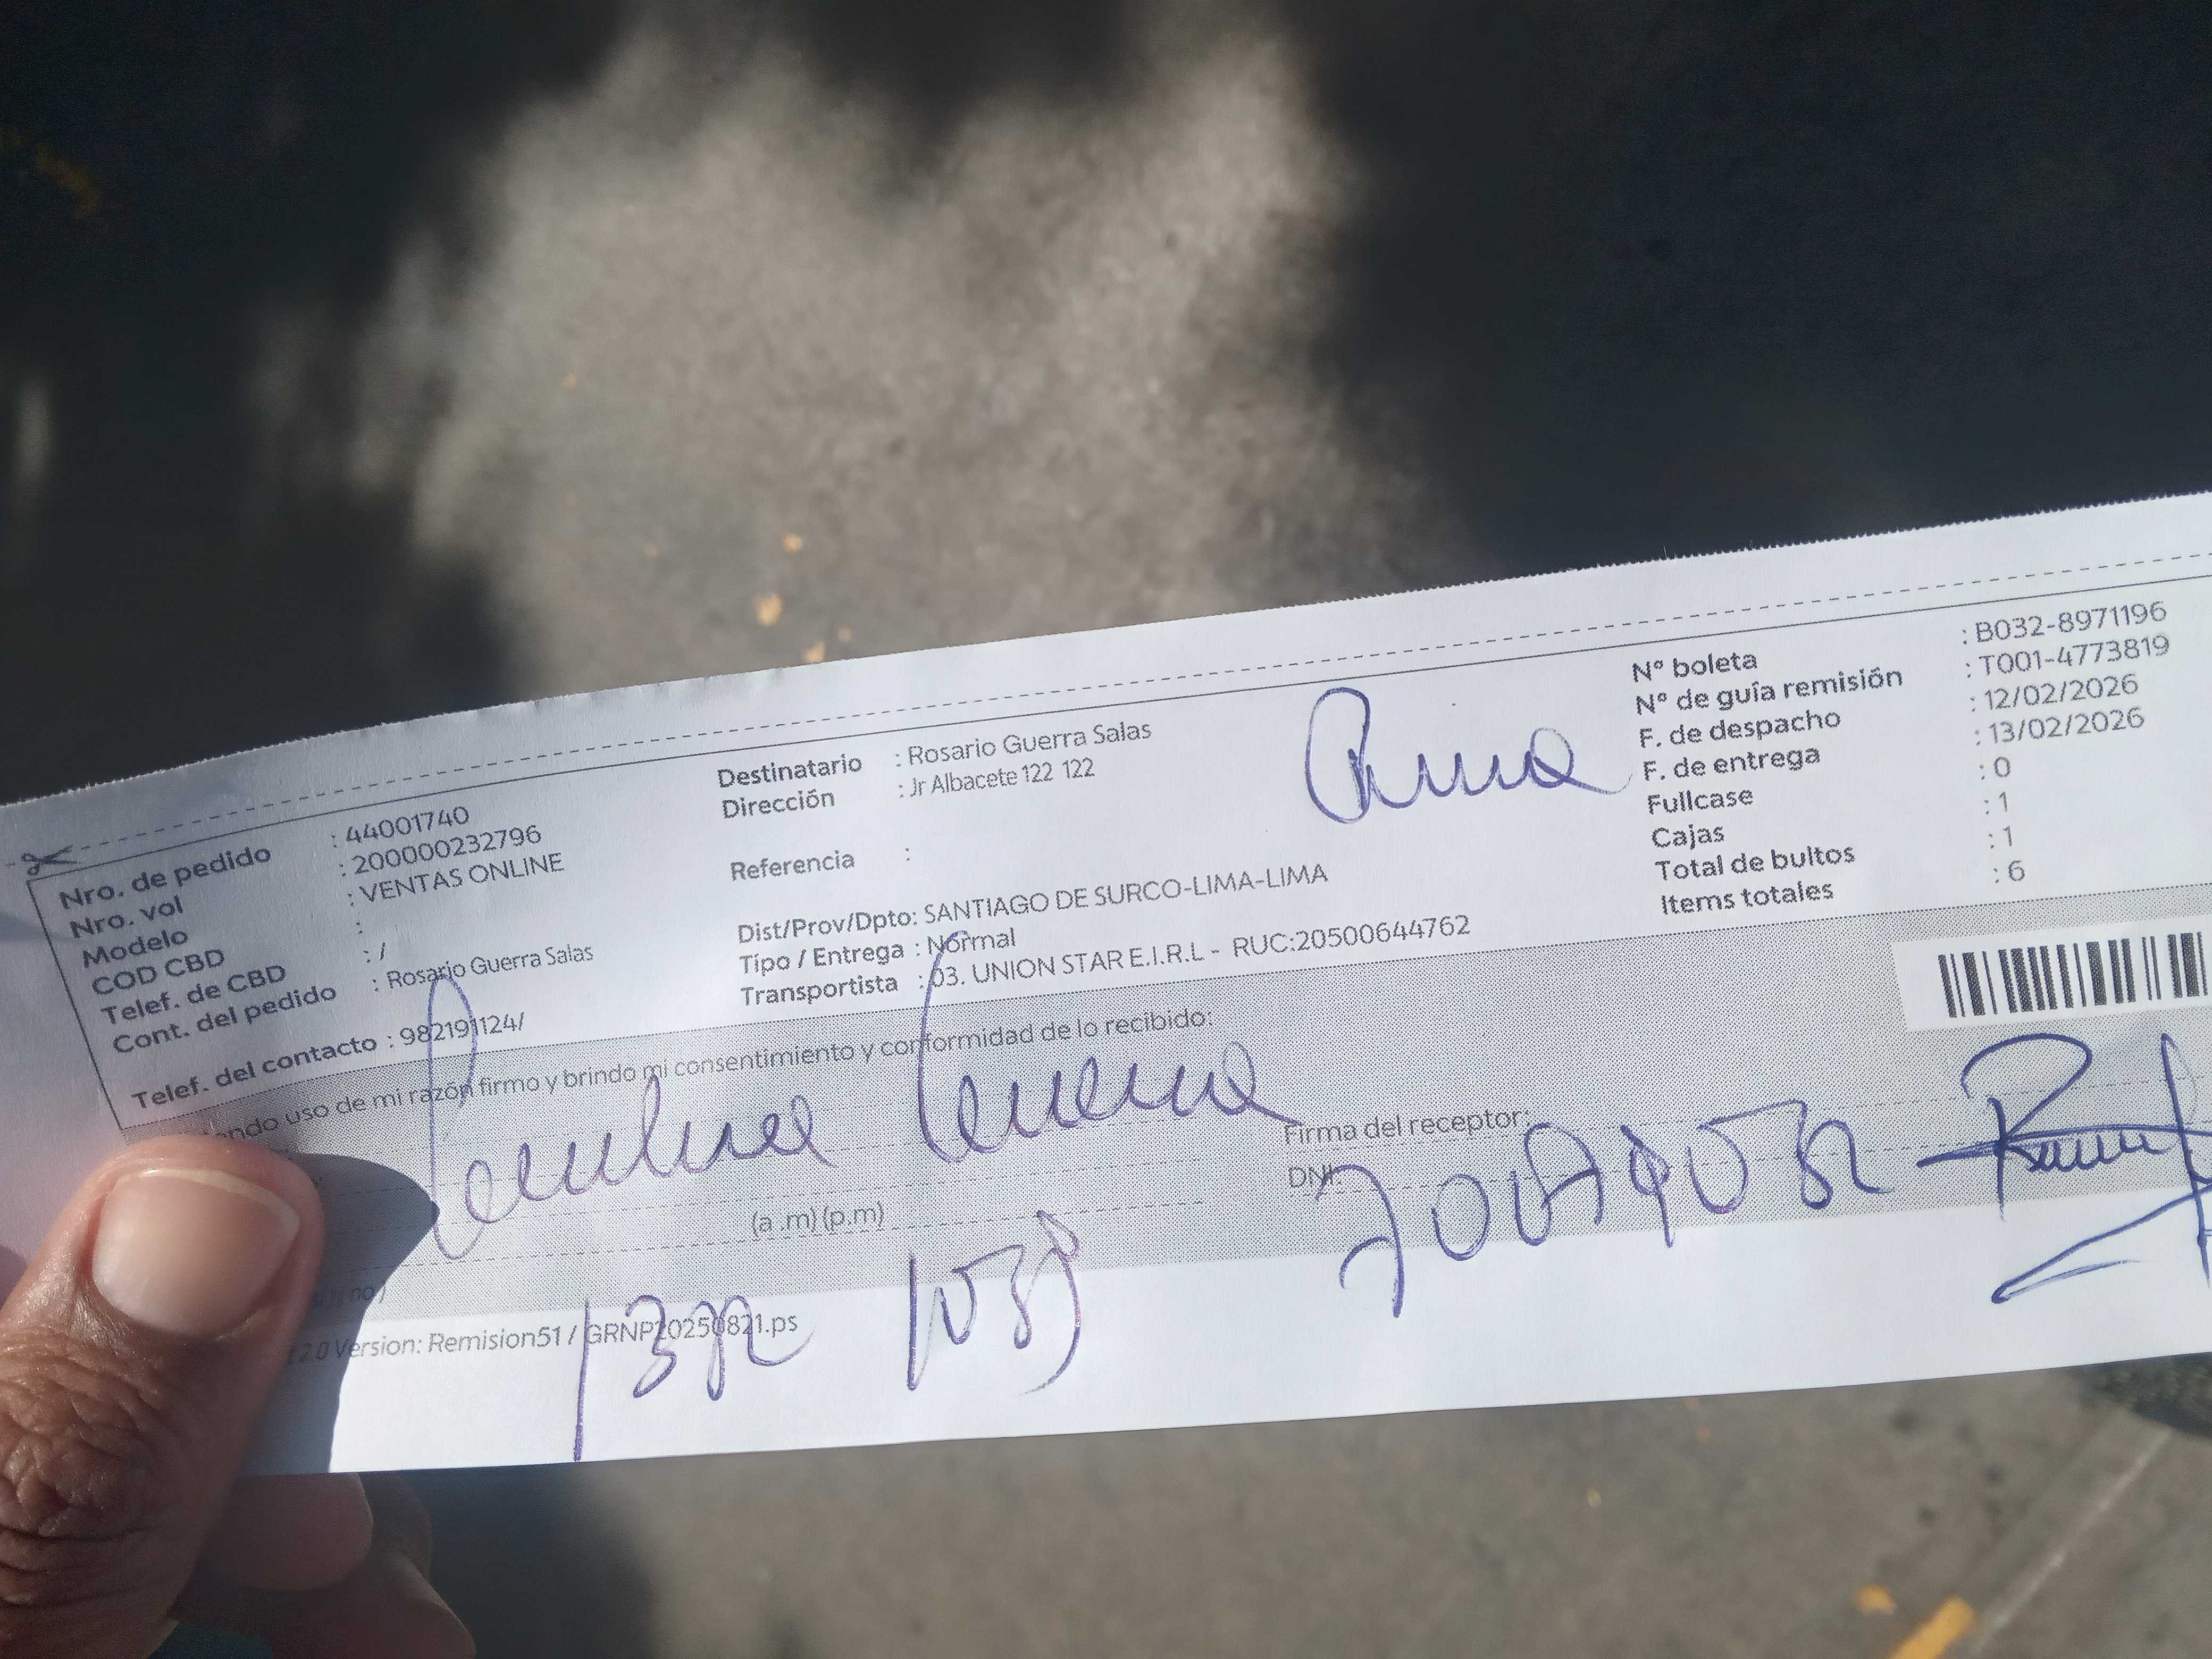 Nro. de pedido : 44001740
Nro. vol : 200000232796
Modelo : VENTAS ONLINE
COD CBD :
Telef. de CBD : /
Cont. del pedido : Rosario Guerra Salas
Telef. del contacto : 982191124/
Destinatario : Rosario Guerra Salas
Dirección : Jr Albacete 122 122
Referencia :
Dist/Prov/Dpto: SANTIAGO DE SURCO-LIMA-LIMA
Tipo / Entrega : Normal
Transportista : 03. UNION STAR E.I.R.L - RUC:20500644762
Nº boleta : B032-8971196
Nº de guía remisión : T001-4773819
F. de despacho : 12/02/2026
F. de entrega : 13/02/2026
Fullcase : 0
Cajas : 1
Total de bultos : 1
Items totales : 6
uso de mi razón firmo y brindo mi consentimiento y conformidad de lo recibido:
Firma del receptor:
DNI:
(a .m) (p.m)
2.0 Version: Remision51 / GRNP20250821.ps